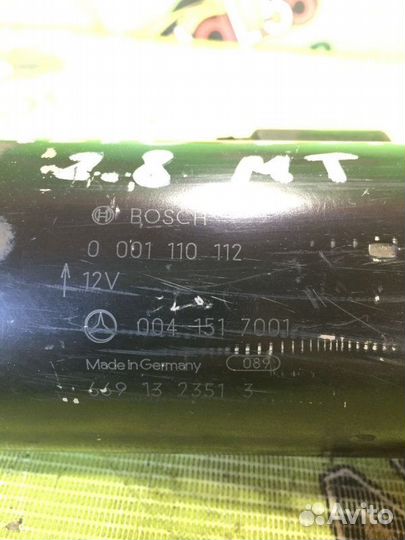 2.8 MT
BOSCH
0 001 110 112
12V
004 151 7001
Made in Germany 089
669 13 2351 3
Avito